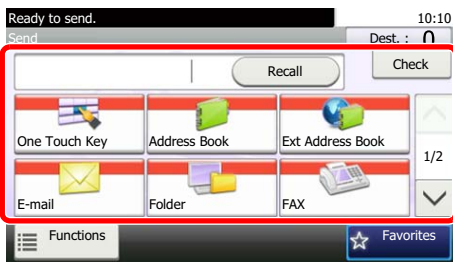 Ready to send. 10:10
Send Dest. : 0
Recall Check
One Touch Key Address Book Ext Address Book
1/2
E-mail Folder FAX
Functions Favorites